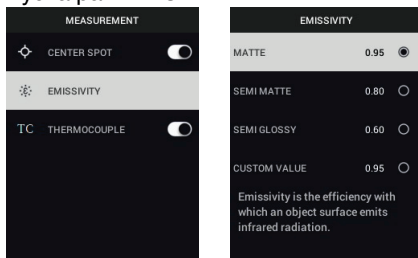 MEASUREMENT
CENTER SPOT
EMISSIVITY
TC THERMOCOUPLE
EMISSIVITY
MATTE 0.95
SEMI MATTE 0.80
SEMI GLOSSY 0.60
CUSTOM VALUE 0.95
Emissivity is the efficiency with
which an object surface emits
infrared radiation.